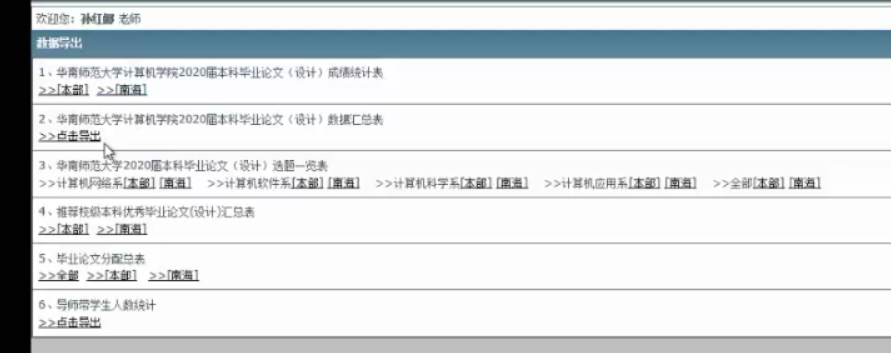 欢迎您：孙红卿 老师
数据导出
1、华南师范大学计算机学院2020届本科毕业论文（设计）成绩统计表
>>[本部] >>[南海]
2、华南师范大学计算机学院2020届本科毕业论文（设计）数据汇总表
>>点击导出
3、华南师范大学2020届本科毕业论文（设计）选题一览表
>>计算机网络系[本部] [南海] >>计算机软件系[本部] [南海] >>计算机科学系[本部] [南海] >>计算机应用系[本部] [南海] >>全部[本部] [南海]
4、推荐校级本科优秀毕业论文(设计)汇总表
>>[本部] >>[南海]
5、毕业论文分配总表
>>全部 >>[本部] >>[南海]
6、导师带学生人数统计
>>点击导出